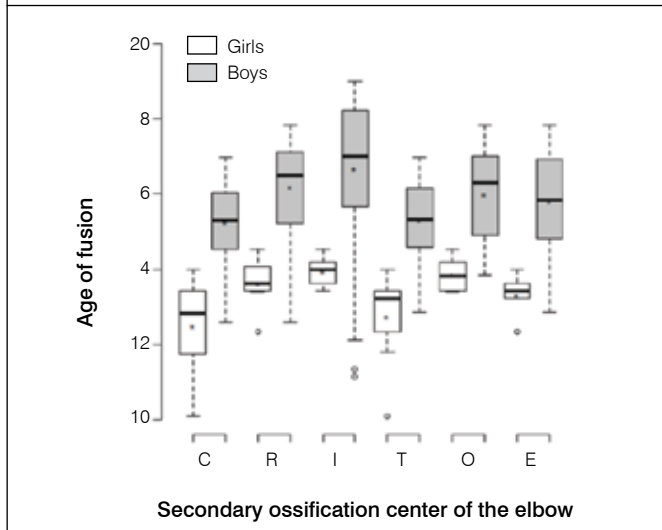 20
Girls
Boys
8
6
4
12
10
Age of fusion
C R I T O E
Secondary ossification center of the elbow